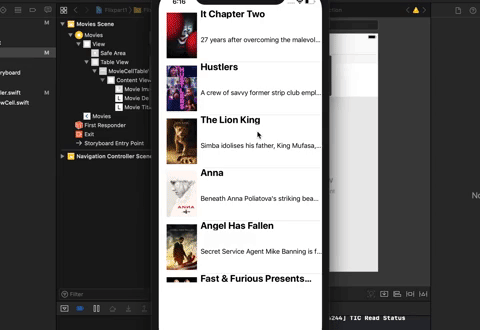 6:16
It Chapter Two
27 years after overcoming the malevol...
Hustlers
A crew of savvy former strip club empl...
The Lion King
Simba idolises his father, King Mufasa,...
Anna
Beneath Anna Poliatova's striking bea...
Angel Has Fallen
Secret Service Agent Mike Banning is f...
Fast & Furious Presents...
Movies Scene
Movies
View
Safe Area
Table View
MovieCellTableV
Content View
Movie Im
Movie De
Movie Titl
Movies
First Responder
Exit
Storyboard Entry Point
Navigation Controller Scene
M
M
oryboard
ller.swift
M
wCell.swift
Filter
No
244] TIC Read Status